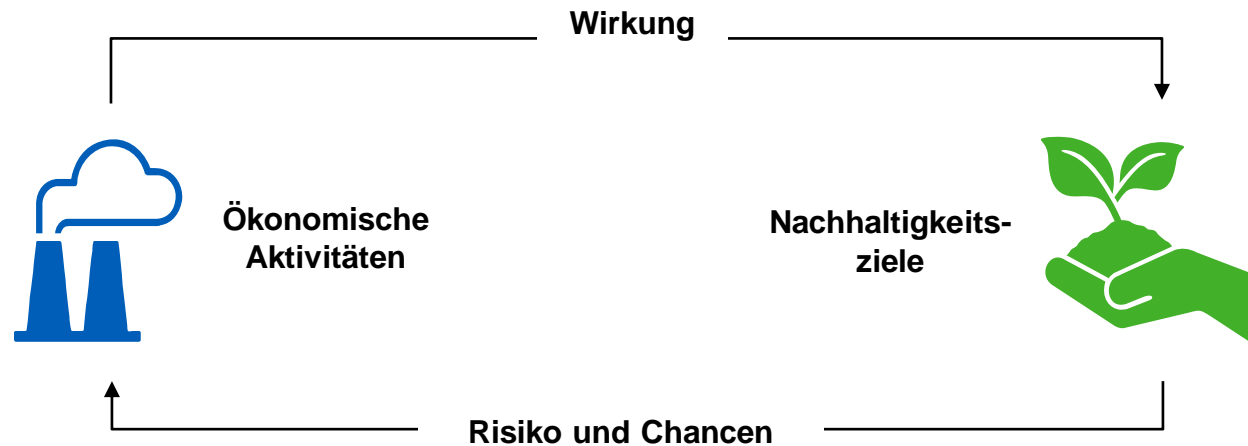 Wirkung
Ökonomische
Aktivitäten
Nachhaltigkeits-
ziele
Risiko und Chancen